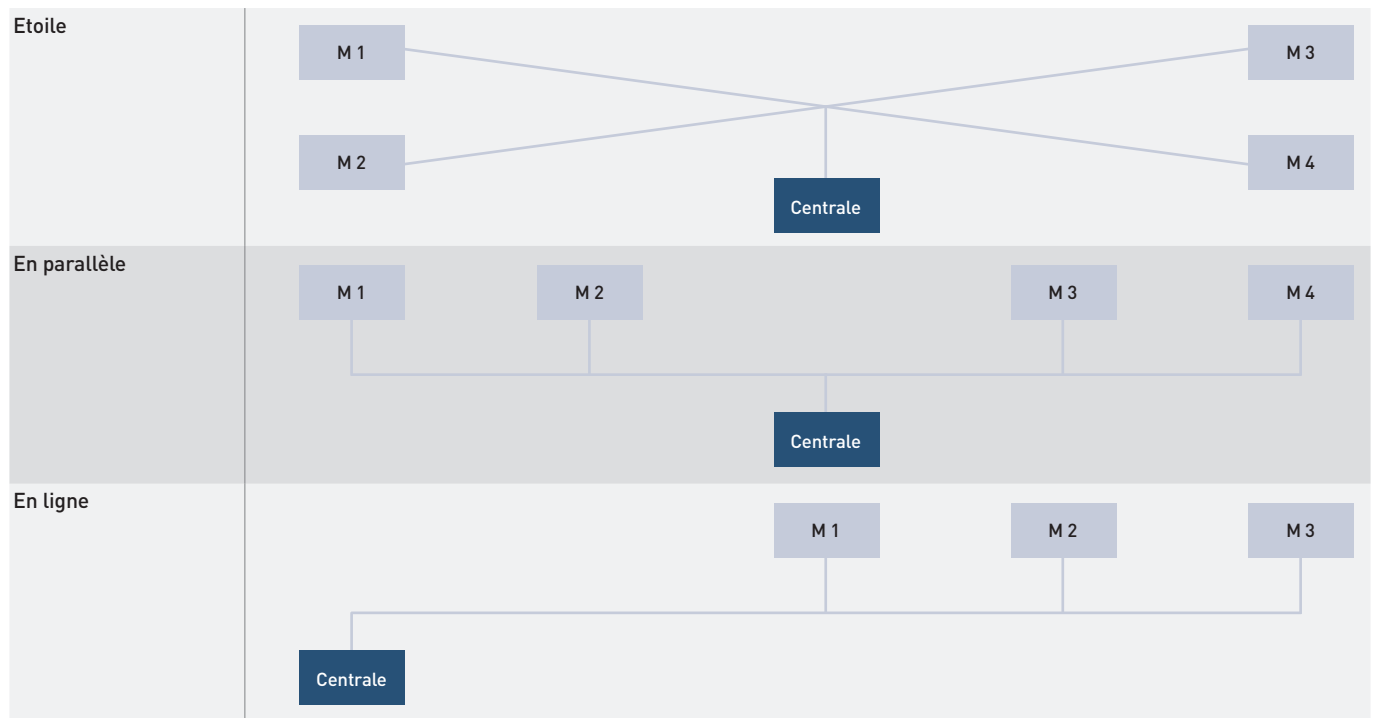 Etoile
M 1
M 3
M 2
M 4
Centrale
En parallèle
M 1
M 2
M 3
M 4
Centrale
En ligne
M 1
M 2
M 3
Centrale